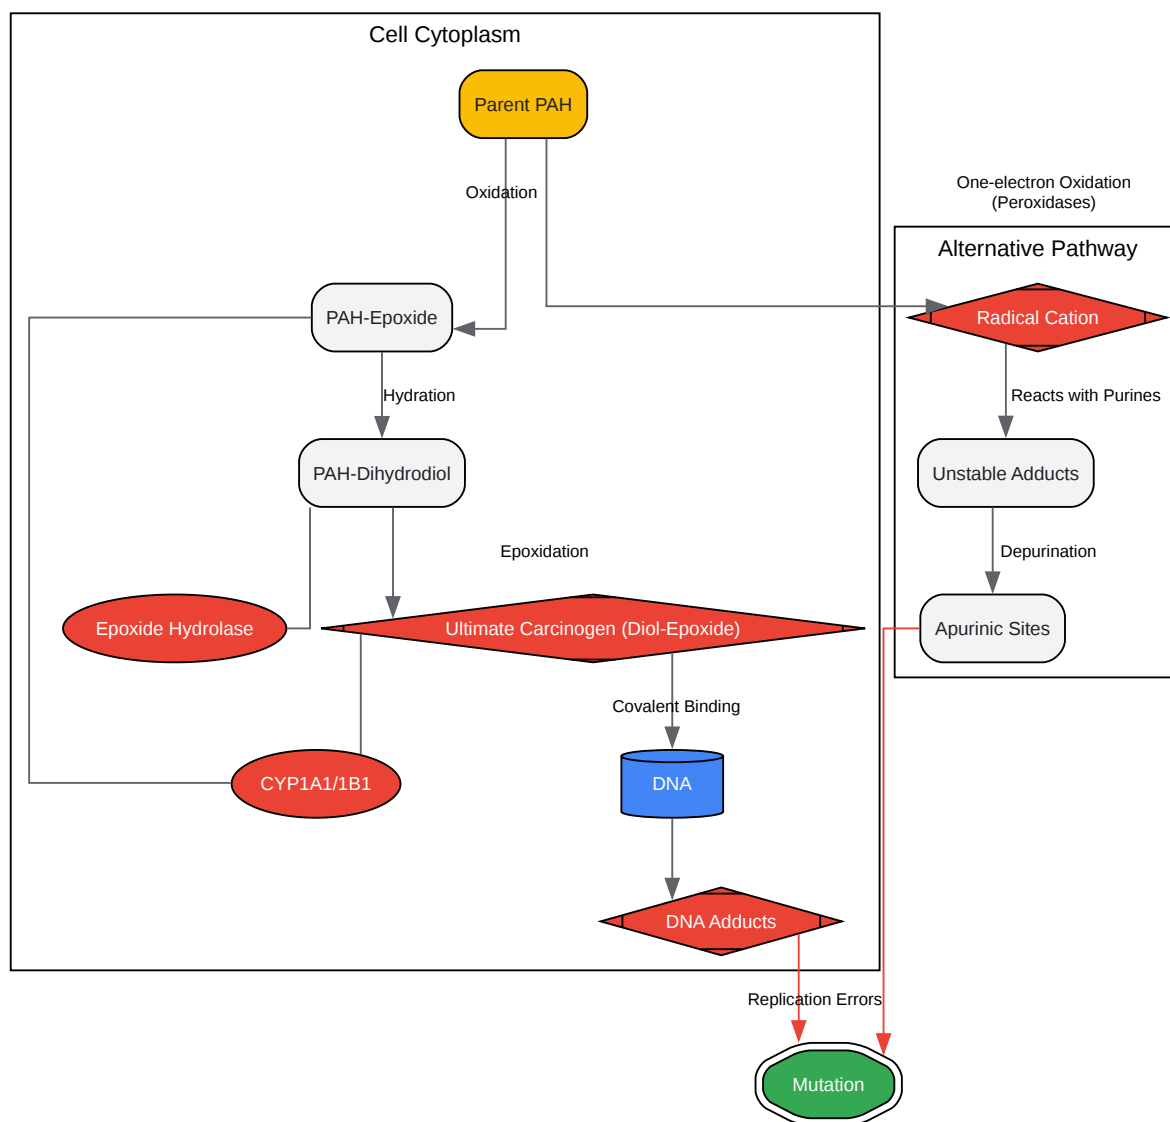 Cell Cytoplasm
Parent PAH
Oxidation
One-electron Oxidation
(Peroxidases)
Alternative Pathway
PAH-Epoxide
Radical Cation
Hydration
Reacts with Purines
PAH-Dihydrodiol
Unstable Adducts
Epoxidation
Depurination
Epoxide Hydrolase
Ultimate Carcinogen (Diol-Epoxide)
Apurinic Sites
Covalent Binding
CYP1A1/1B1
DNA
DNA Adducts
Replication Errors
Mutation